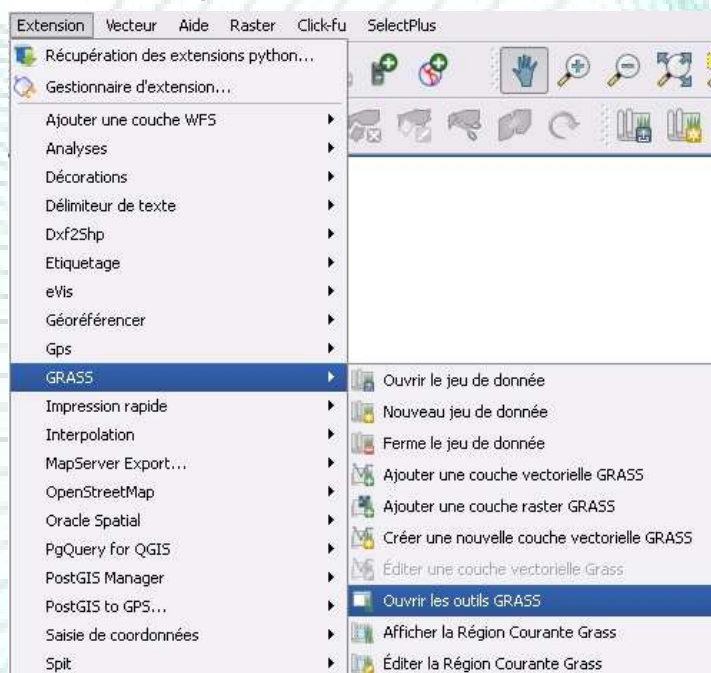 Extension Vecteur Aide Raster Click-fu SelectPlus
Récupération des extensions python...
Gestionnaire d'extension...
Ajouter une couche WFS
Analyses
Décorations
Délimiteur de texte
Dxf2Shp
Etiquetage
eVis
Géoréférencer
Gps
GRASS
Impression rapide
Interpolation
MapServer Export...
OpenStreetMap
Oracle Spatial
PgQuery for QGIS
PostGIS Manager
PostGIS to GPS...
Saisie de coordonnées
Spit
Ouvrir le jeu de donnée
Nouveau jeu de donnée
Ferme le jeu de donnée
Ajouter une couche vectorielle GRASS
Ajouter une couche raster GRASS
Créer une nouvelle couche vectorielle GRASS
Éditer une couche vectorielle Grass
Ouvrir les outils GRASS
Afficher la Région Courante Grass
Éditer la Région Courante Grass